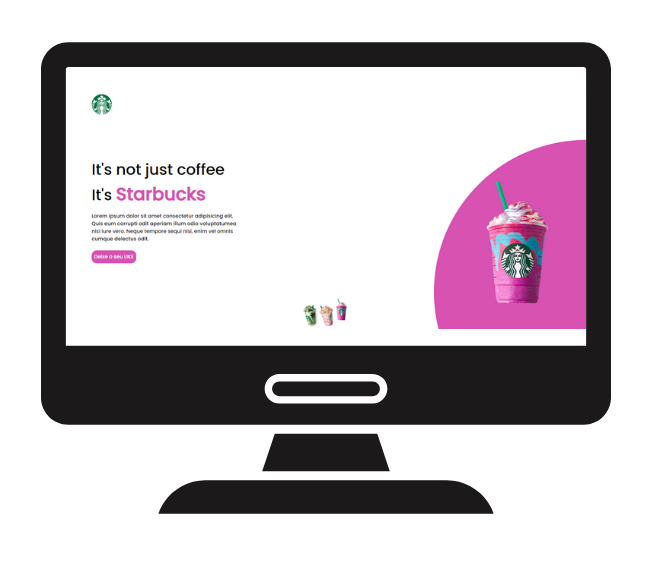 It's not just coffee
It's Starbucks
Lorem ipsum dolor sit amet consectetur adipisicing elit.
Quis eum corrupti odit aperiam illum odio voluptatumea
nisi iure vero. Neque tempore sequi nisi, enim vel omnis
cumque delectus odit.
Deixe o seu LIKE